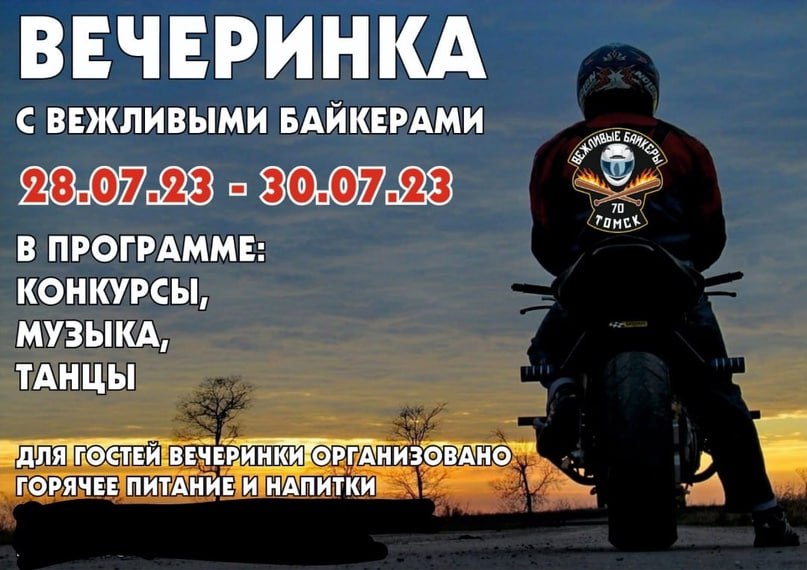 ВЕЧЕРИНКА
С ВЕЖЛИВЫМИ БАЙКЕРАМИ
28.07.23 - 30.07.23
В ПРОГРАММЕ:
КОНКУРСЫ,
МУЗЫКА,
ТАНЦЫ
ДЛЯ ГОСТЕЙ ВЕЧЕРИНКИ ОРГАНИЗОВАНО
ГОРЯЧЕЕ ПИТАНИЕ И НАПИТКИ
ВЕЖЛИВЫЕ БАЙКЕРЫ
70
ТОМСК